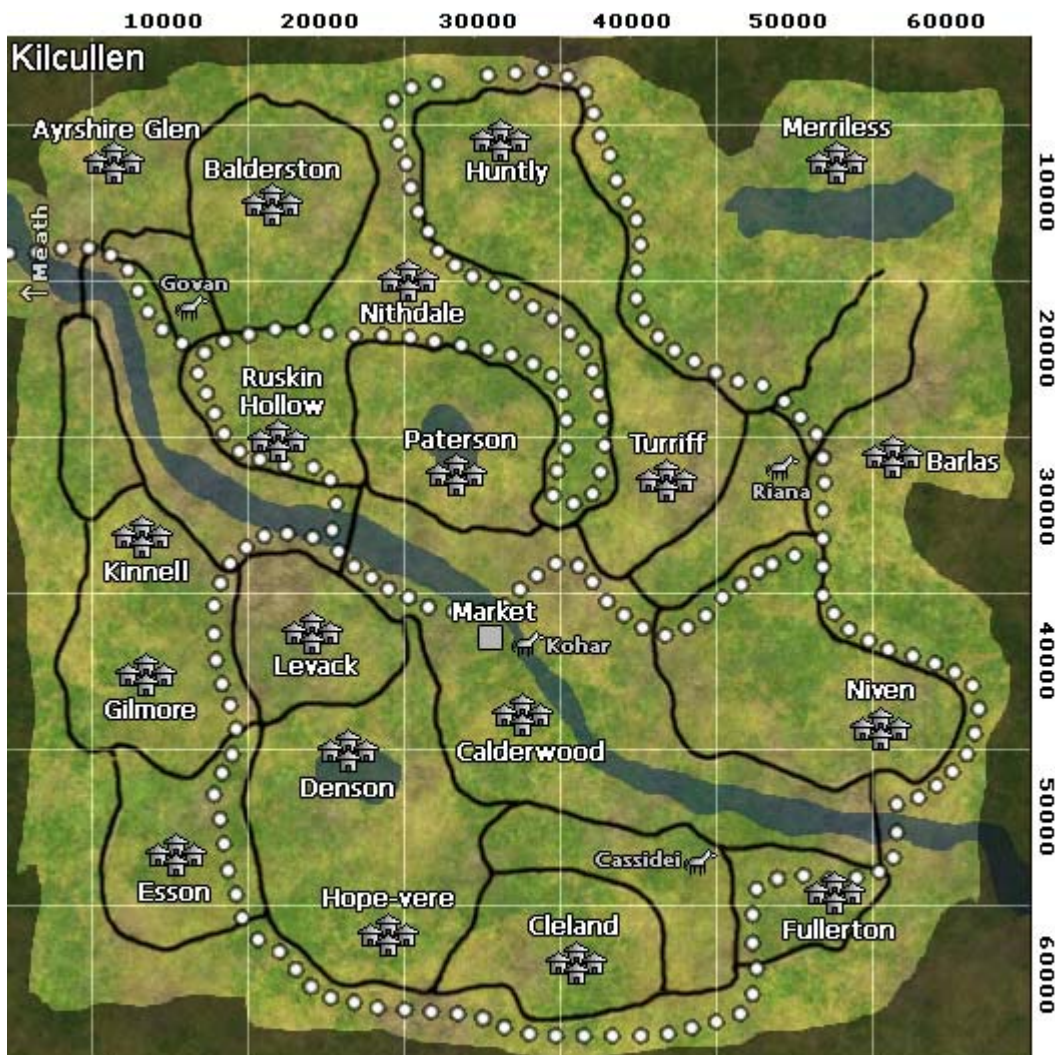 10000 20000 30000 40000 50000 60000
Kilcullen
Ayrshire Glen
Balderston
Huntly
Merriless
10000
↑ Meath
Govan
Nithdale
20000
Ruskin
Hollow
Paterson
Turriff
Barlas
Riana
30000
Kinnell
Market
Kohar
Levack
40000
Gilmore
Niven
Calderwood
Denson
50000
Cassidei
Esson
Hope-vere
Cleland
Fullerton
60000